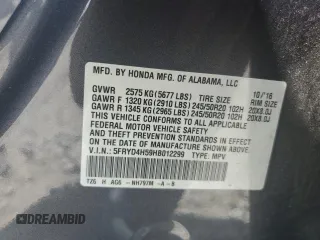 MFD. BY HONDA MFG. OF ALABAMA, LLC
10/16
GVWR 2575 KG (5677 LBS) TIRE SIZE RIM SIZE
GAWR F 1320 KG (2910 LBS) 245/50R20 102H 20X8.0J
GAWR R 1345 KG (2965 LBS) 245/50R20 102H 20X8.0J
THIS VEHICLE CONFORMS TO ALL APPLICABLE
FEDERAL MOTOR VEHICLE SAFETY AND
THEFT PREVENTION STANDARDS IN EFFECT ON
THE DATE OF MANUFACTURE SHOWN ABOVE.
V.I.N.: 5FRYD4H59HB012299 TYPE: MPV
TZ5 H AG6 - NH797M -A -B